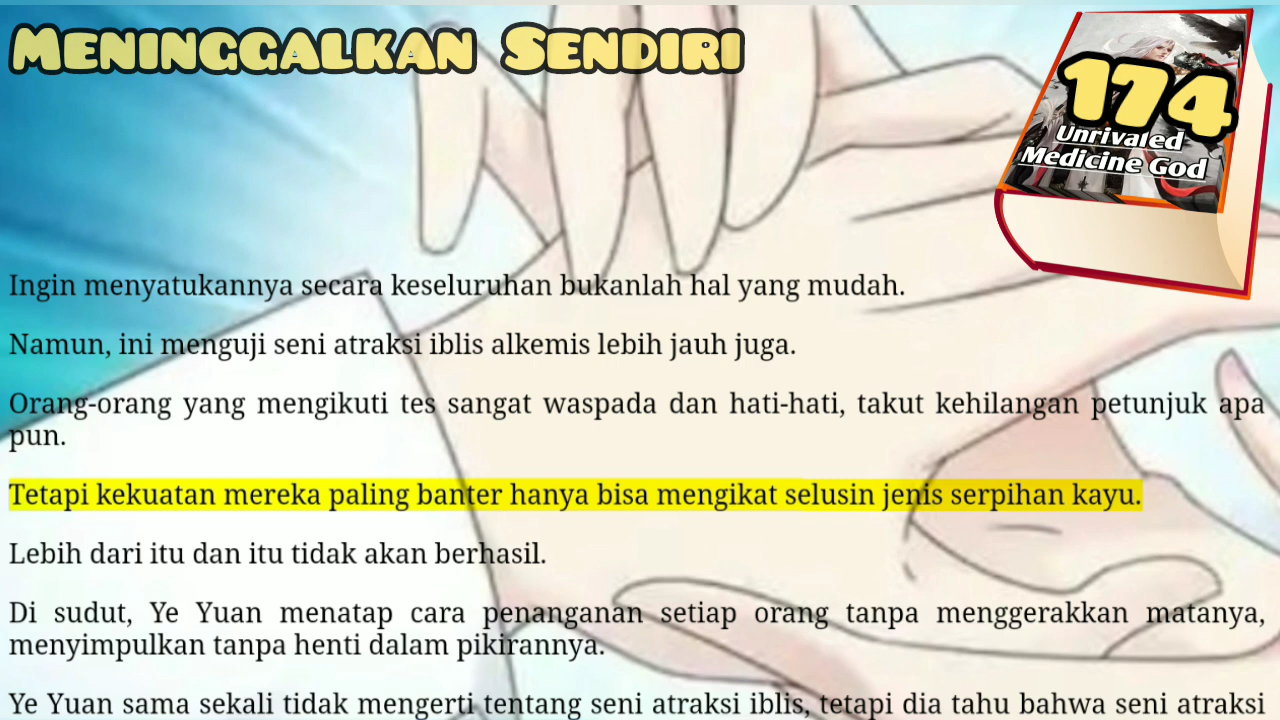 Meninggalkan Sendiri
174
Unrivaled
Medicine God
Ingin menyatukannya secara keseluruhan bukanlah hal yang mudah.
Namun, ini menguji seni atraksi iblis alkemis lebih jauh juga.
Orang-orang yang mengikuti tes sangat waspada dan hati-hati, takut kehilangan petunjuk apa
pun.
Tetapi kekuatan mereka paling banter hanya bisa mengikat selusin jenis serpihan kayu.
Lebih dari itu dan itu tidak akan berhasil.
Di sudut, Ye Yuan menatap cara penanganan setiap orang tanpa menggerakkan matanya,
menyimpulkan tanpa henti dalam pikirannya.
Ye Yuan sama sekali tidak mengerti tentang seni atraksi iblis, tetapi dia tahu bahwa seni atraksi